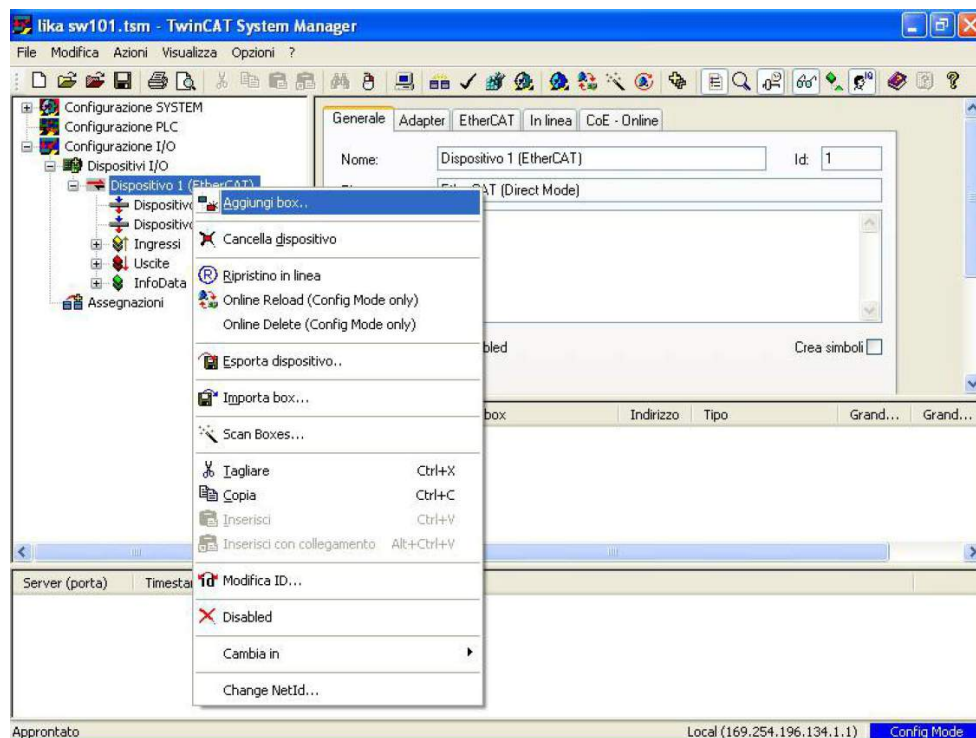 lika sw101.tsm - TwinCAT System Manager
File Modifica Azioni Visualizza Opzioni ?
Configurazione SYSTEM
Configurazione PLC
Configurazione I/O
Dispositivi I/O
Dispositivo 1 (EtherCAT)
Dispositivo
Dispositivo
Ingressi
Uscite
InfoData
Assegnazioni
Generale Adapter EtherCAT In linea CoE - Online
Nome: Dispositivo 1 (EtherCAT) Id: 1
EtherCAT (Direct Mode)
Crea simboli
box Indirizzo Tipo Grand... Grand...
Aggiungi box..
Cancella dispositivo
Ripristino in linea
Online Reload (Config Mode only)
Online Delete (Config Mode only)
Esporta dispositivo..
Importa box...
Scan Boxes...
Tagliare Ctrl+X
Copia Ctrl+C
Inserisci Ctrl+V
Inserisci con collegamento Alt+Ctrl+V
Modifica ID...
Disabled
Cambia in
Change NetId...
Server (porta)
Approntato Local (169.254.196.134.1.1) Config Mode